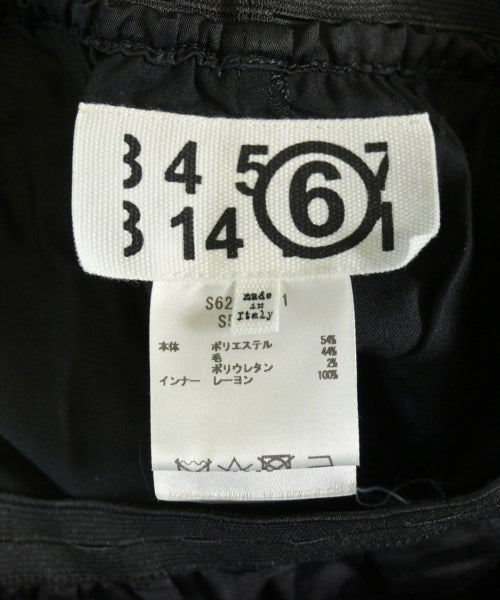 3 4 5 6 7
3 14 1
made
in
Italy
S62 1
S
本体 ポリエステル 54%
毛 44%
ポリウレタン 2%
インナー レーヨン 100%